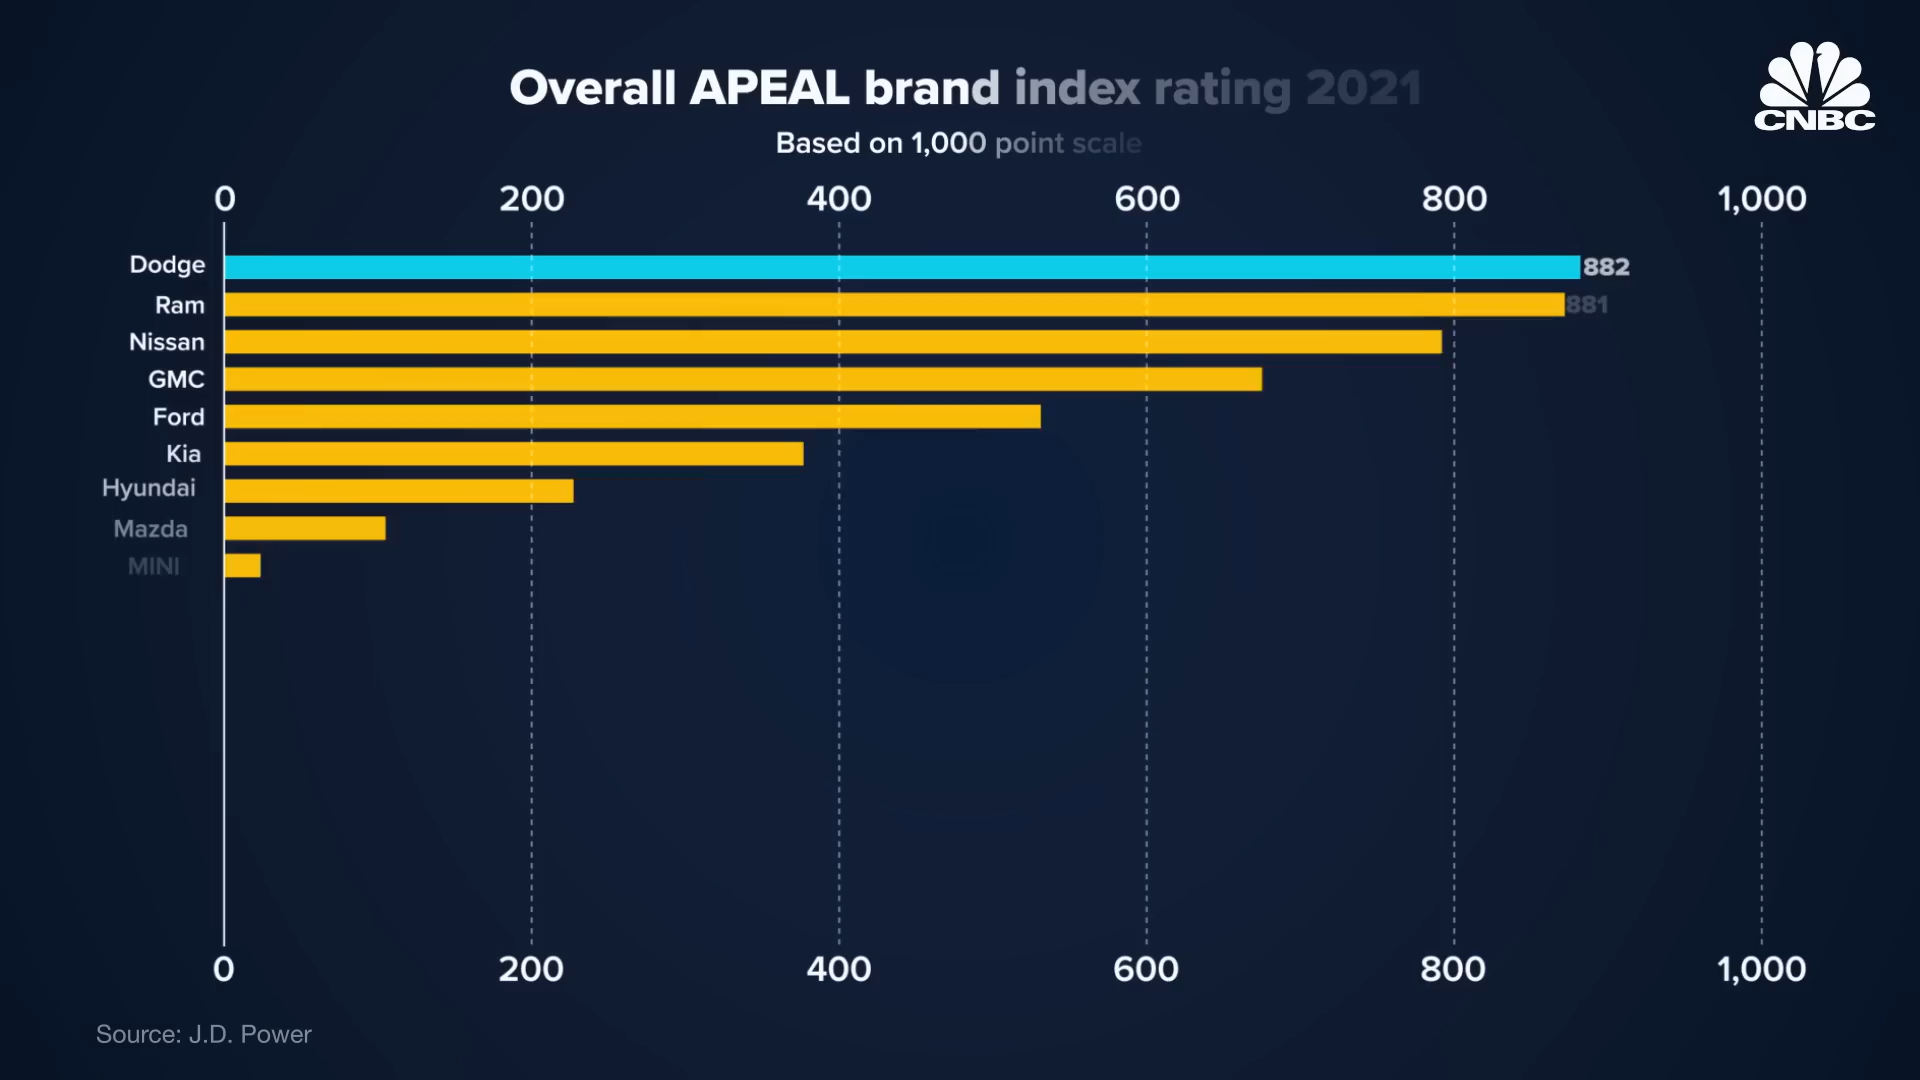 Overall APEAL brand index rating 2021
CNBC
Based on 1,000 point scale
0 200 400 600 800 1,000
Dodge 882
Ram 881
Nissan
GMC
Ford
Kia
Hyundai
Mazda
MINI
0 200 400 600 800 1,000
Source: J.D. Power